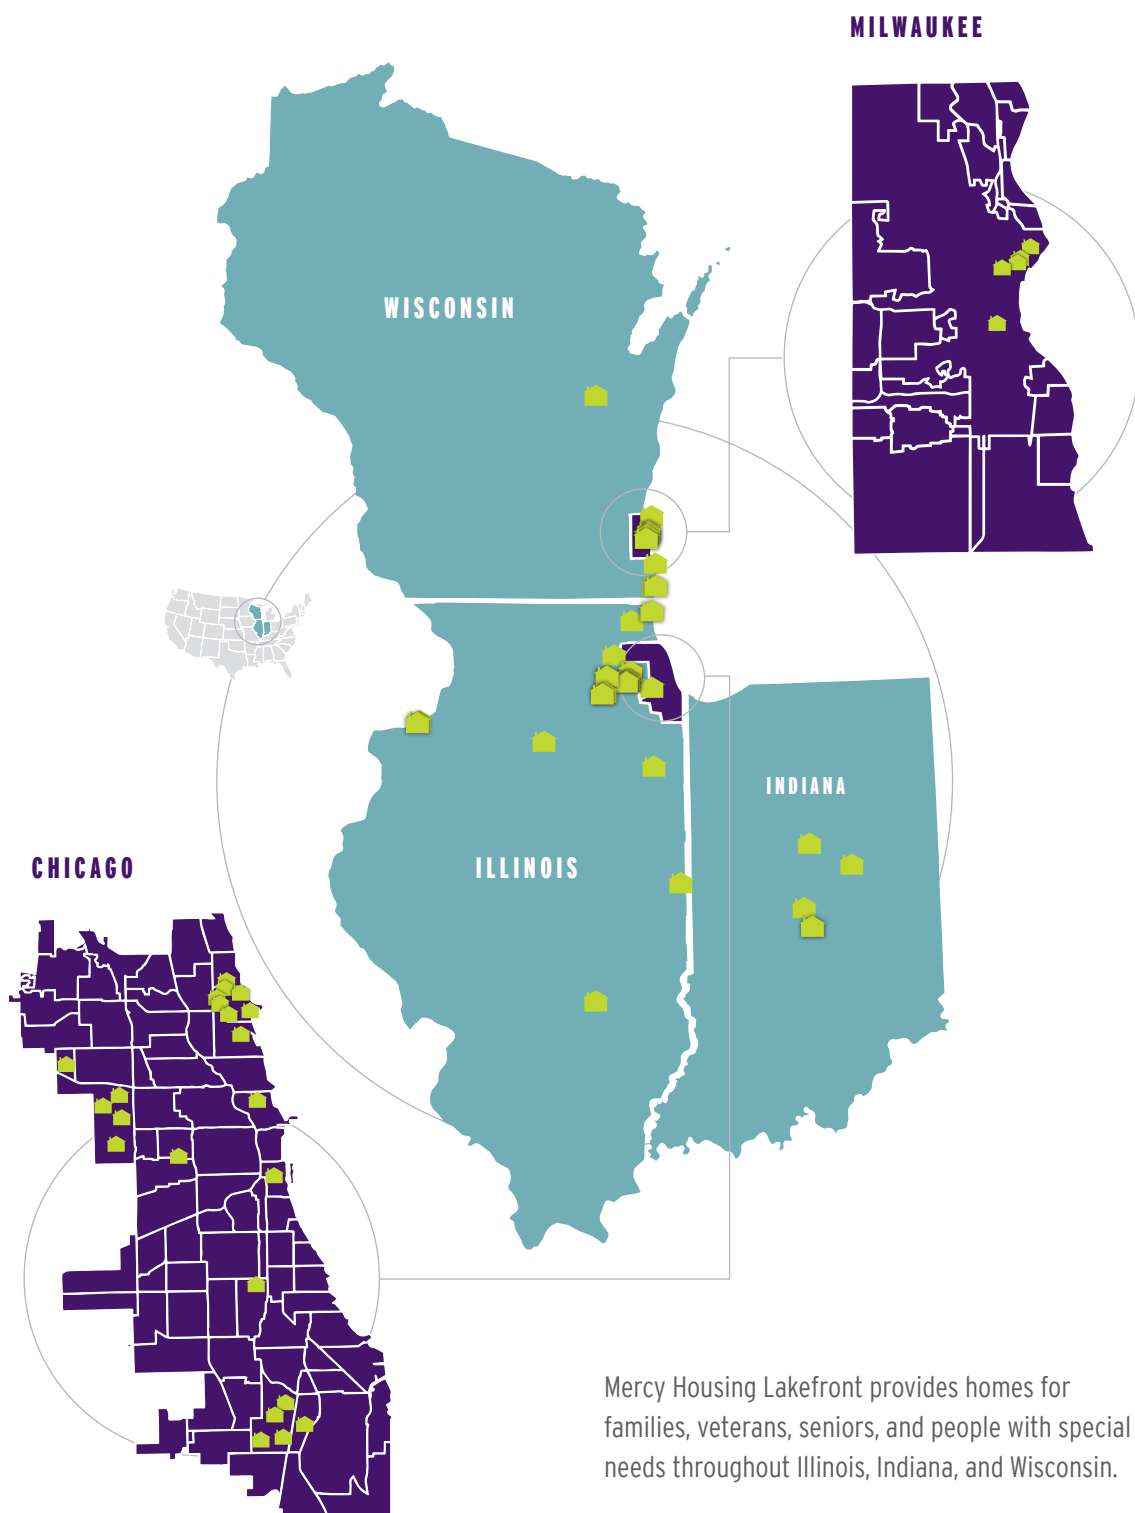 MILWAUKEE
WISCONSIN
INDIANA
CHICAGO
ILLINOIS
Mercy Housing Lakefront provides homes for
families, veterans, seniors, and people with special
needs throughout Illinois, Indiana, and Wisconsin.